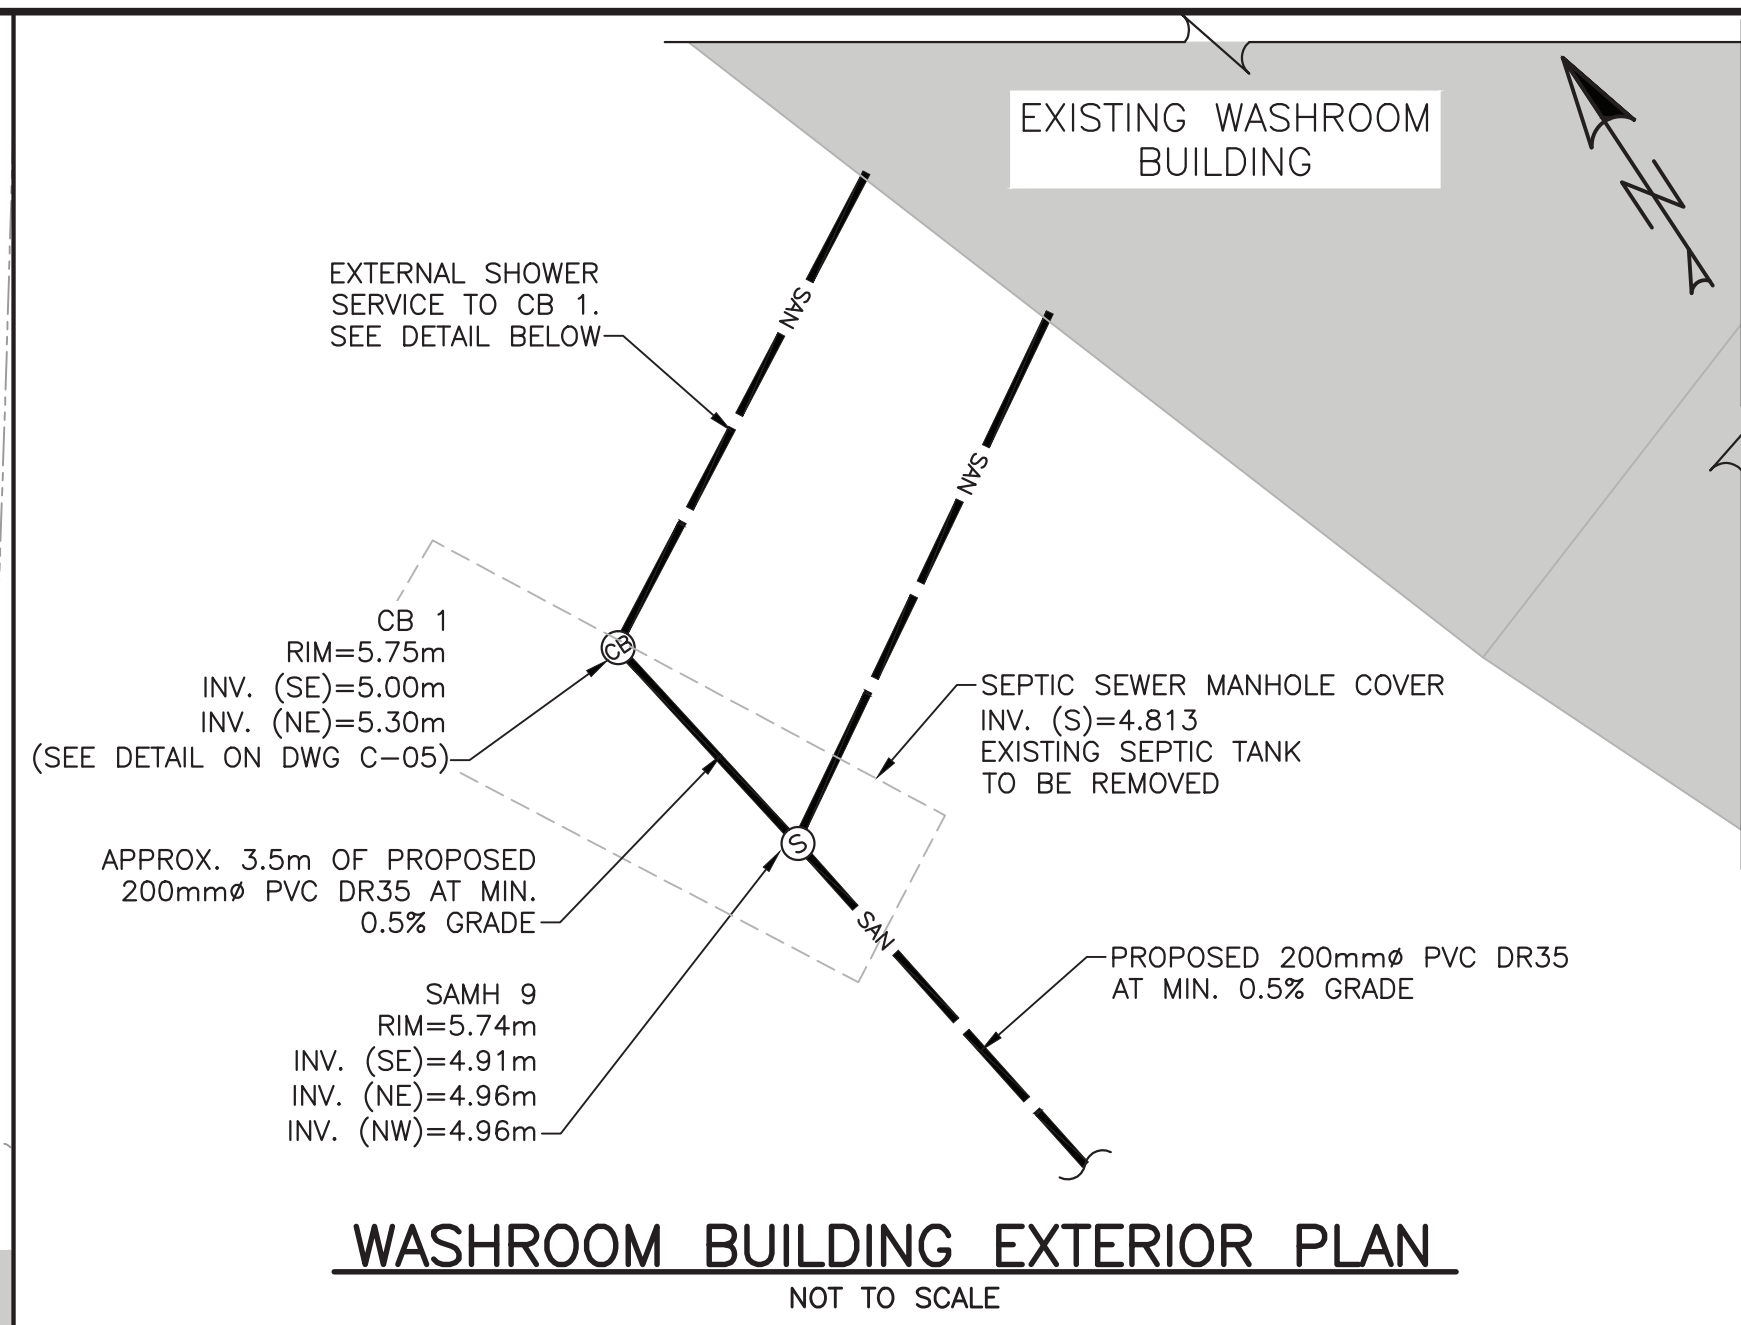 EXISTING WASHROOM
BUILDING
N
EXTERNAL SHOWER
SERVICE TO CB 1.
SEE DETAIL BELOW
SAN
SAN
CB 1
RIM=5.75m
INV. (SE)=5.00m
INV. (NE)=5.30m
(SEE DETAIL ON DWG C-05)
CB
SEPTIC SEWER MANHOLE COVER
INV. (S)=4.813
EXISTING SEPTIC TANK
TO BE REMOVED
S
APPROX. 3.5m OF PROPOSED
200mmø PVC DR35 AT MIN.
0.5% GRADE
SAN
PROPOSED 200mmø PVC DR35
AT MIN. 0.5% GRADE
SAMH 9
RIM=5.74m
INV. (SE)=4.91m
INV. (NE)=4.96m
INV. (NW)=4.96m
WASHROOM BUILDING EXTERIOR PLAN
NOT TO SCALE